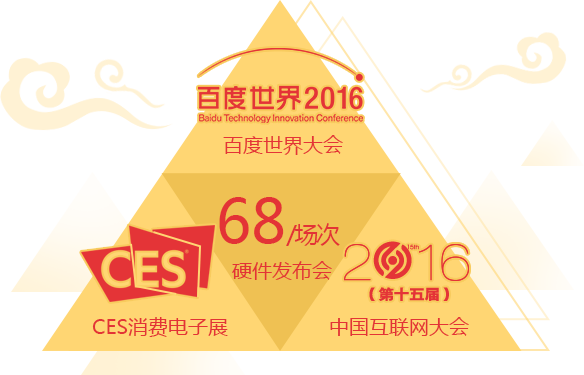 百度世界2016
Baidu Technology Innovation Conference
百度世界大会
68/场次
硬件发布会
CES®
CES消费电子展
15th
2016
（第十五届）
中国互联网大会